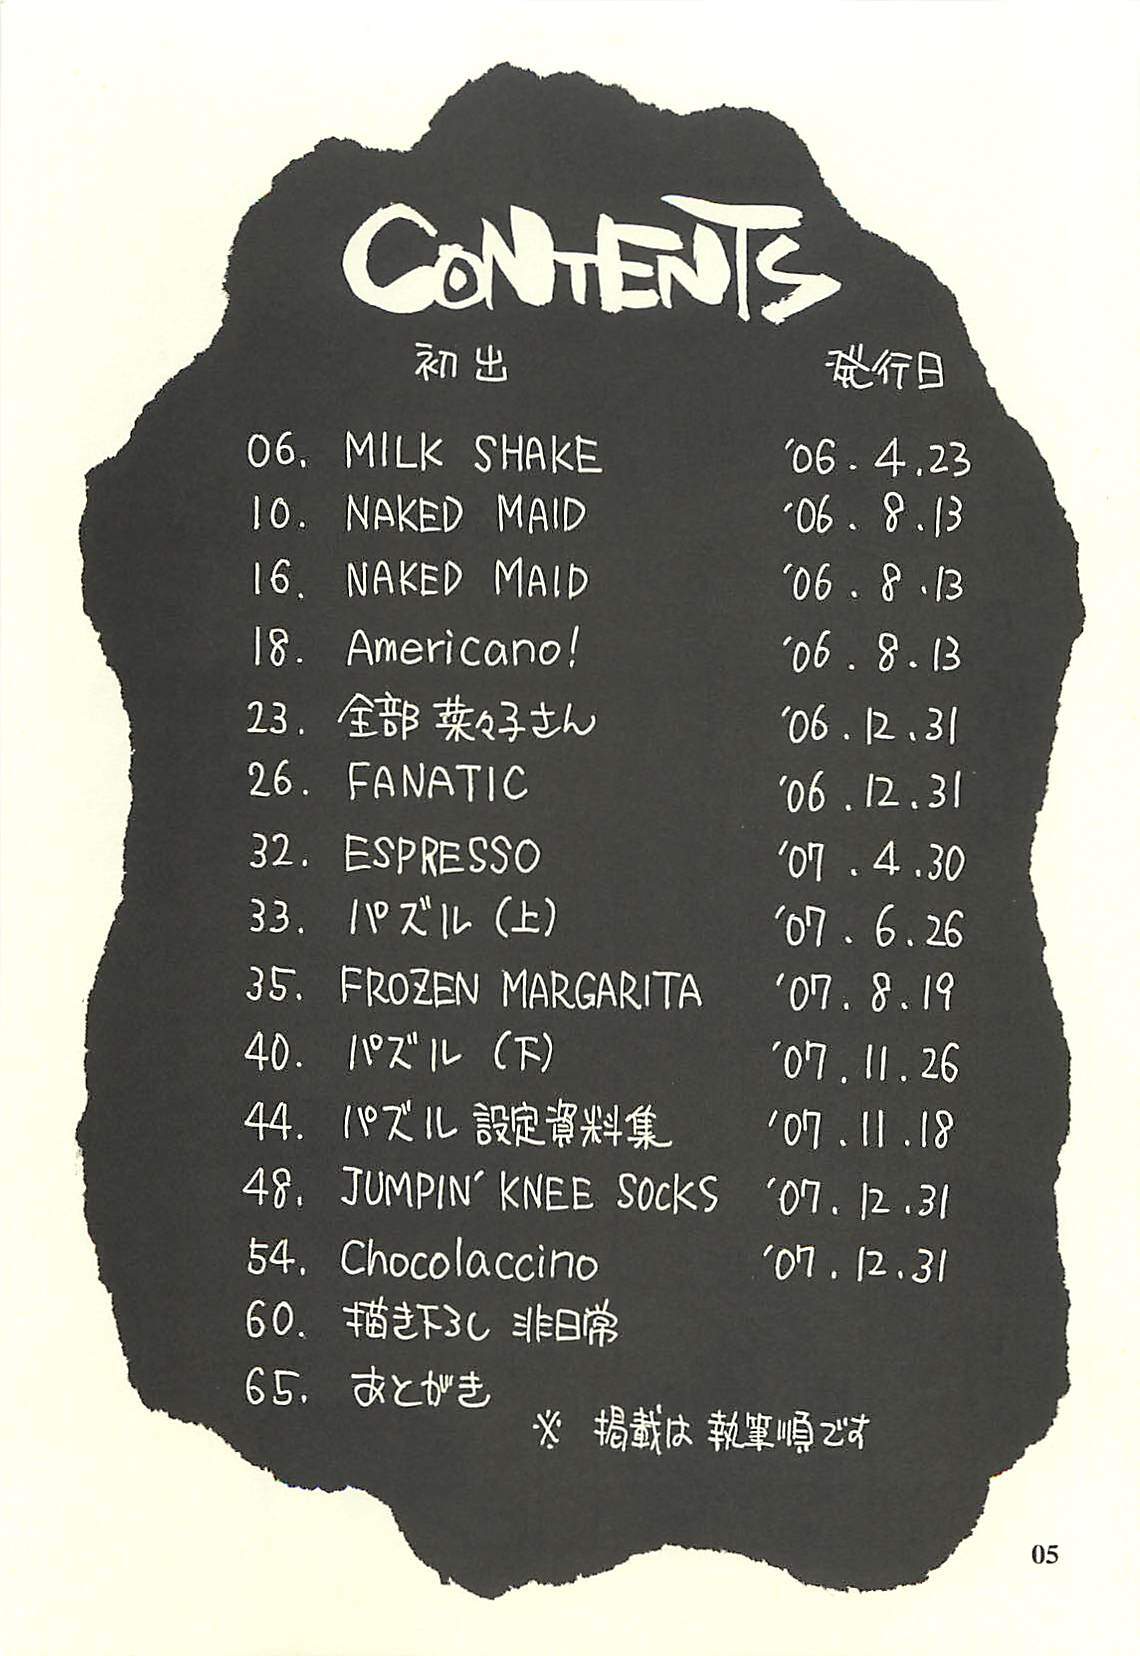 CONTENTS
初出 発行日
06. MILK SHAKE '06.4.23
10. NAKED MAID '06.8.13
16. NAKED MAID '06.8.13
18. Americano! '06.8.13
23. 全部菜々子さん '06.12.31
26. FANATIC '06.12.31
32. ESPRESSO '07.4.30
33. パズル(上) '07.6.26
35. FROZEN MARGARITA '07.8.19
40. パズル(下) '07.11.26
44. パズル 設定資料集 '07.11.18
48. JUMPIN' KNEE SOCKS '07.12.31
54. Chocolaccino '07.12.31
60. 描き下ろし 非日常
65. あとがき
※ 掲載は執筆順です
05